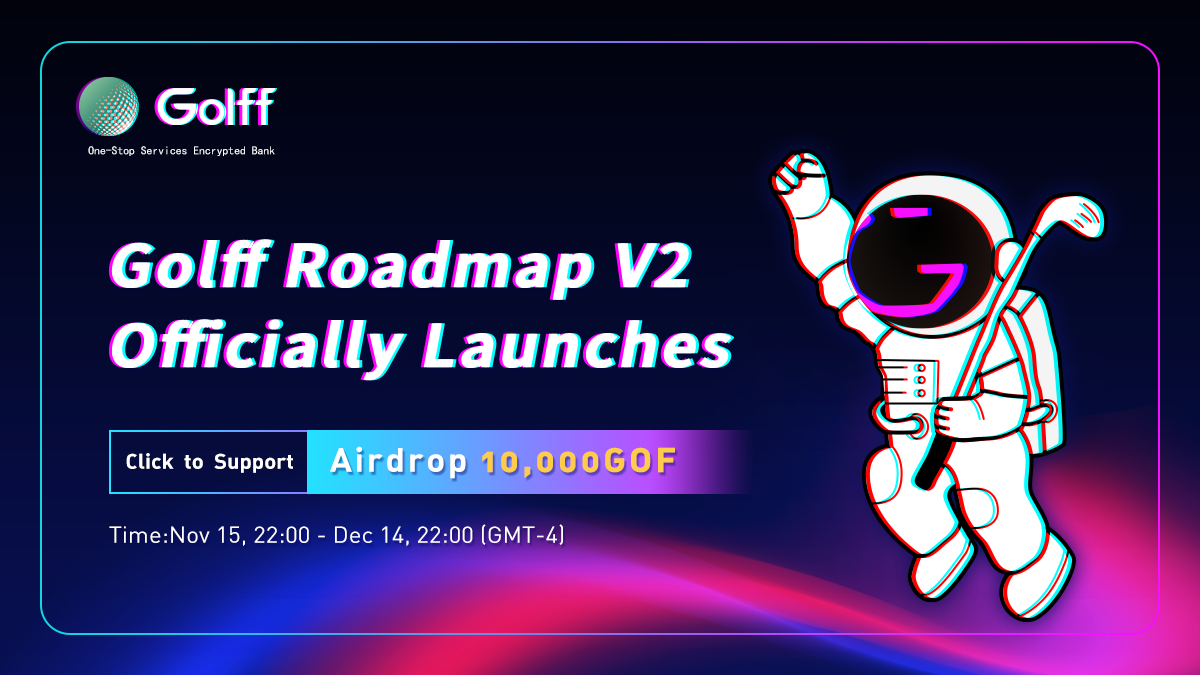 Golff
One-Stop Services Encrypted Bank
Golff Roadmap V2
Officially Launches
Click to Support
Airdrop 10,000GOF
Time:Nov 15, 22:00 - Dec 14, 22:00 (GMT-4)